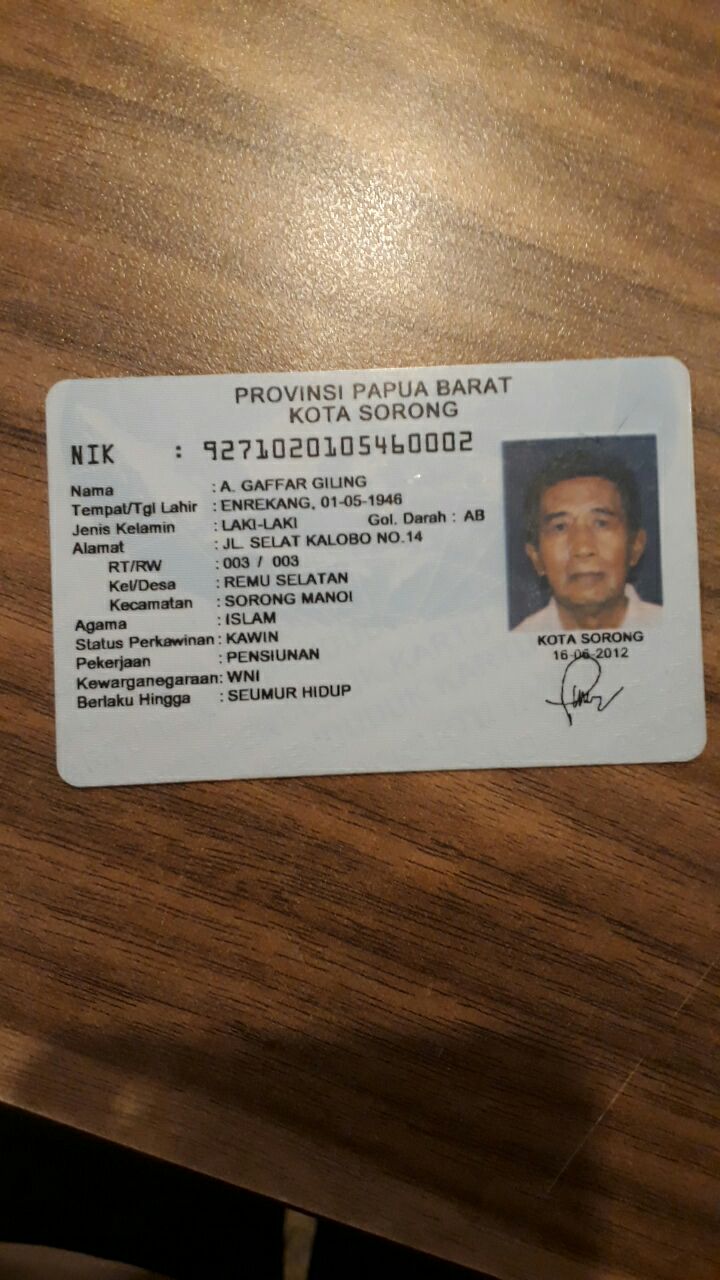 PROVINSI PAPUA BARAT
KOTA SORONG
NIK : 9271020105460002
Nama : A. GAFFAR GILING
Tempat/Tgl Lahir : ENREKANG, 01-05-1946
Jenis Kelamin : LAKI-LAKI Gol. Darah : AB
Alamat : JL. SELAT KALOBO NO.14
RT/RW : 003 / 003
Kel/Desa : REMU SELATAN
Kecamatan : SORONG MANOI
Agama : ISLAM
Status Perkawinan : KAWIN
Pekerjaan : PENSIUNAN
Kewarganegaraan: WNI
Berlaku Hingga : SEUMUR HIDUP
KOTA SORONG
16-06-2012